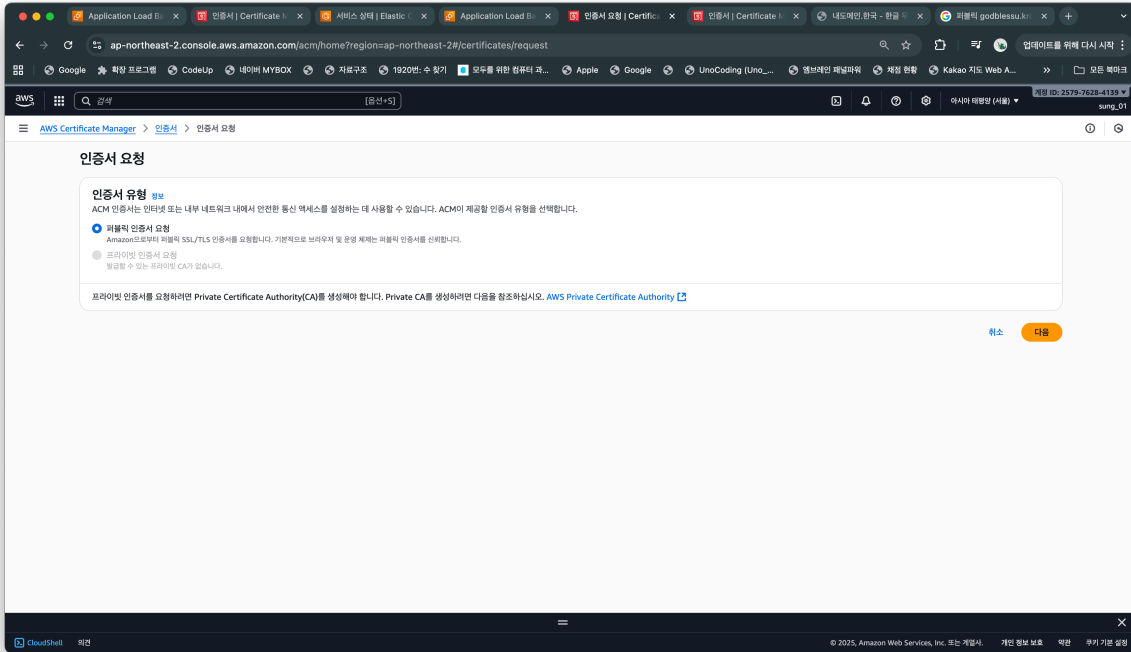 Application Load Ba
인증서 | Certificate M
서비스 상태 | Elastic C
Application Load Ba
인증서 요청 | Certific
인증서 | Certificate M
내도메인.한국 - 한글 무
퍼블릭 godblessu.kro
ap-northeast-2.console.aws.amazon.com/acm/home?region=ap-northeast-2#/certificates/request
업데이트를 위해 다시 시작
Google 확장 프로그램 CodeUp 네이버 MYBOX 자료구조 1920번: 수 찾기 모두를 위한 컴퓨터 과... Apple Google UnoCoding (Uno_... 엠브레인 패널파워 채점 현황 Kakao 지도 Web A... » 모든 북마크
aws 검색 [옵션+S] 아시아 태평양 (서울) ▼
계정 ID: 2579-7628-4139 ▼
sung_01
AWS Certificate Manager > 인증서 > 인증서 요청
인증서 요청
인증서 유형 정보
ACM 인증서는 인터넷 또는 내부 네트워크 내에서 안전한 통신 액세스를 설정하는 데 사용할 수 있습니다. ACM이 제공할 인증서 유형을 선택합니다.
퍼블릭 인증서 요청
Amazon으로부터 퍼블릭 SSL/TLS 인증서를 요청합니다. 기본적으로 브라우저 및 운영 체제는 퍼블릭 인증서를 신뢰합니다.
프라이빗 인증서 요청
발급할 수 있는 프라이빗 CA가 없습니다.
프라이빗 인증서를 요청하려면 Private Certificate Authority(CA)를 생성해야 합니다. Private CA를 생성하려면 다음을 참조하십시오. AWS Private Certificate Authority
취소 다음
CloudShell 의견 © 2025, Amazon Web Services, Inc. 또는 계열사. 개인 정보 보호 약관 쿠키 기본 설정